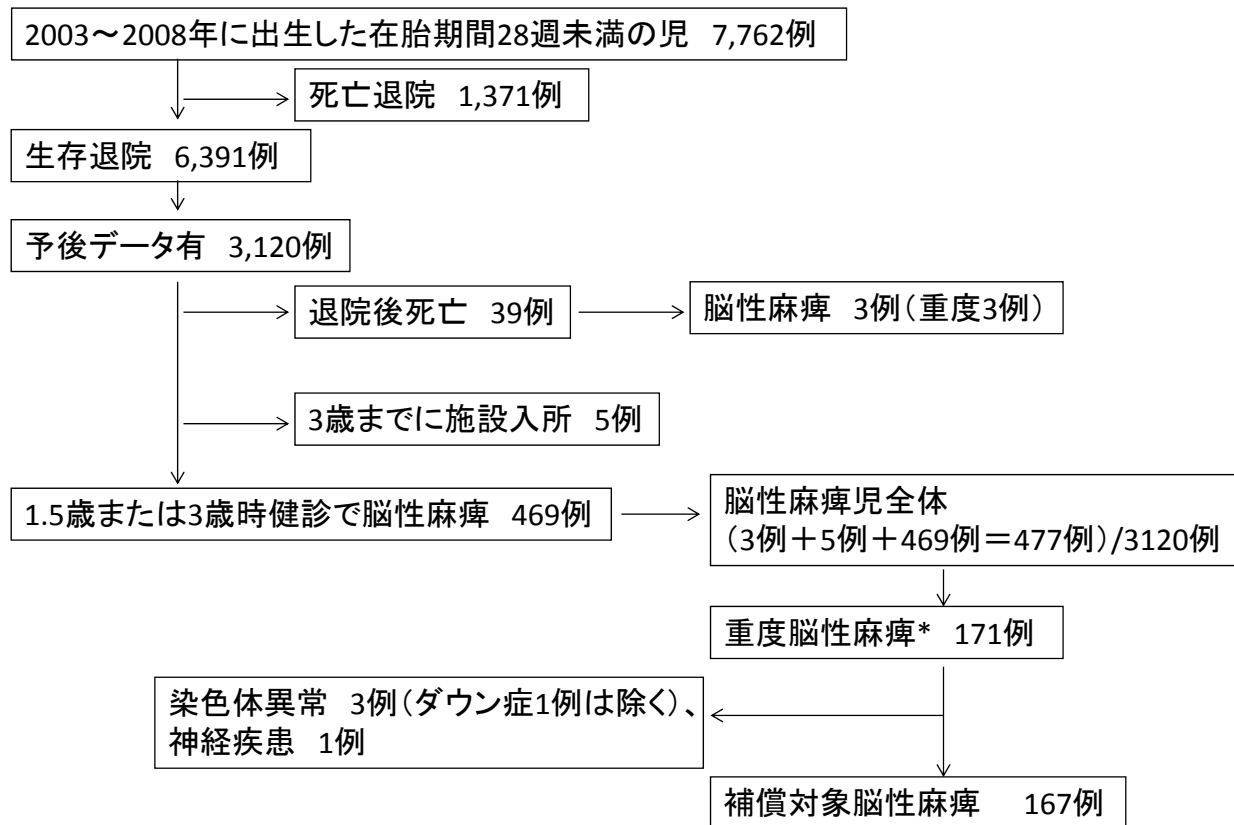 2003～2008年に出生した在胎期間28週未満の児 7,762例
死亡退院 1,371例
生存退院 6,391例
予後データ有 3,120例
退院後死亡 39例
脳性麻痺 3例（重度3例）
3歳までに施設入所 5例
1.5歳または3歳時健診で脳性麻痺 469例
脳性麻痺児全体
（3例＋5例＋469例＝477例）/3120例
重度脳性麻痺* 171例
染色体異常 3例（ダウン症1例は除く）、
神経疾患 1例
補償対象脳性麻痺 167例